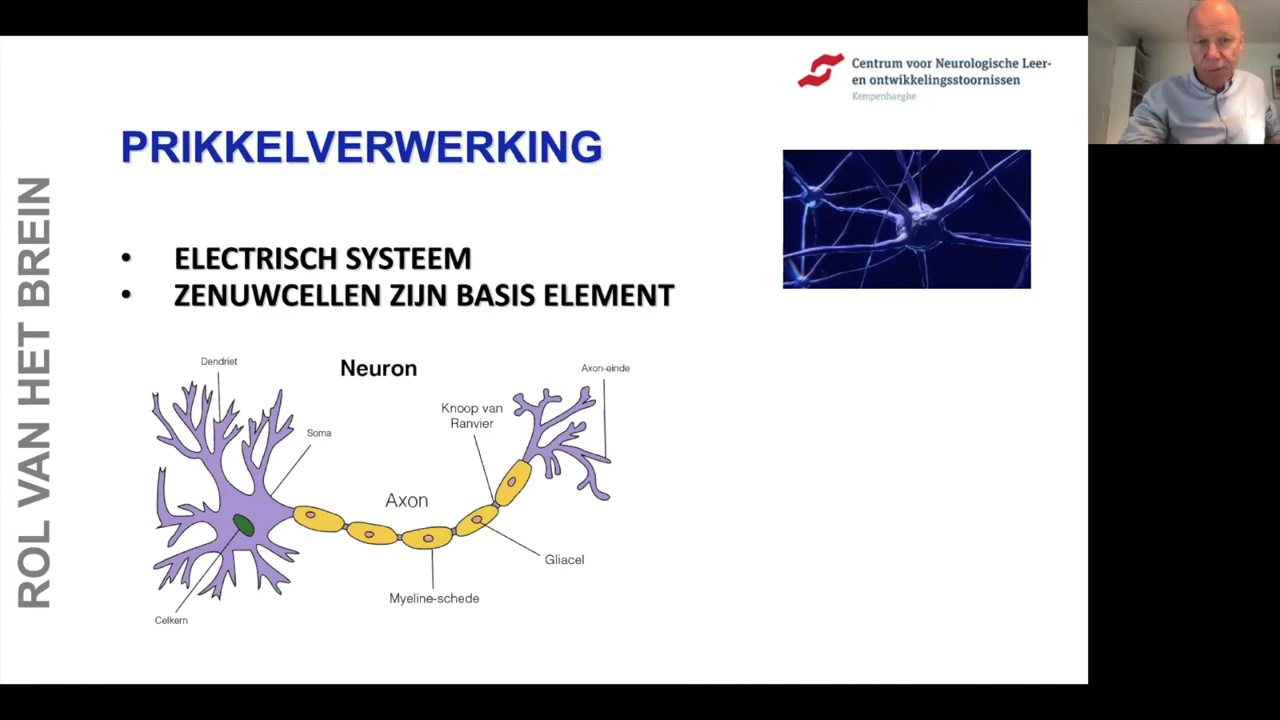 Centrum voor Neurologische Leer-
en ontwikkelingsstoornissen
Kempenhaeghe
PRIKKELVERWERKING
ROL VAN HET BREIN
• ELECTRISCH SYSTEEM
• ZENUWCELLEN ZIJN BASIS ELEMENT
Neuron
Dendriet
Axon-einde
Knoop van
Ranvier
Soma
Axon
Gliacel
Myeline-schede
Celkern